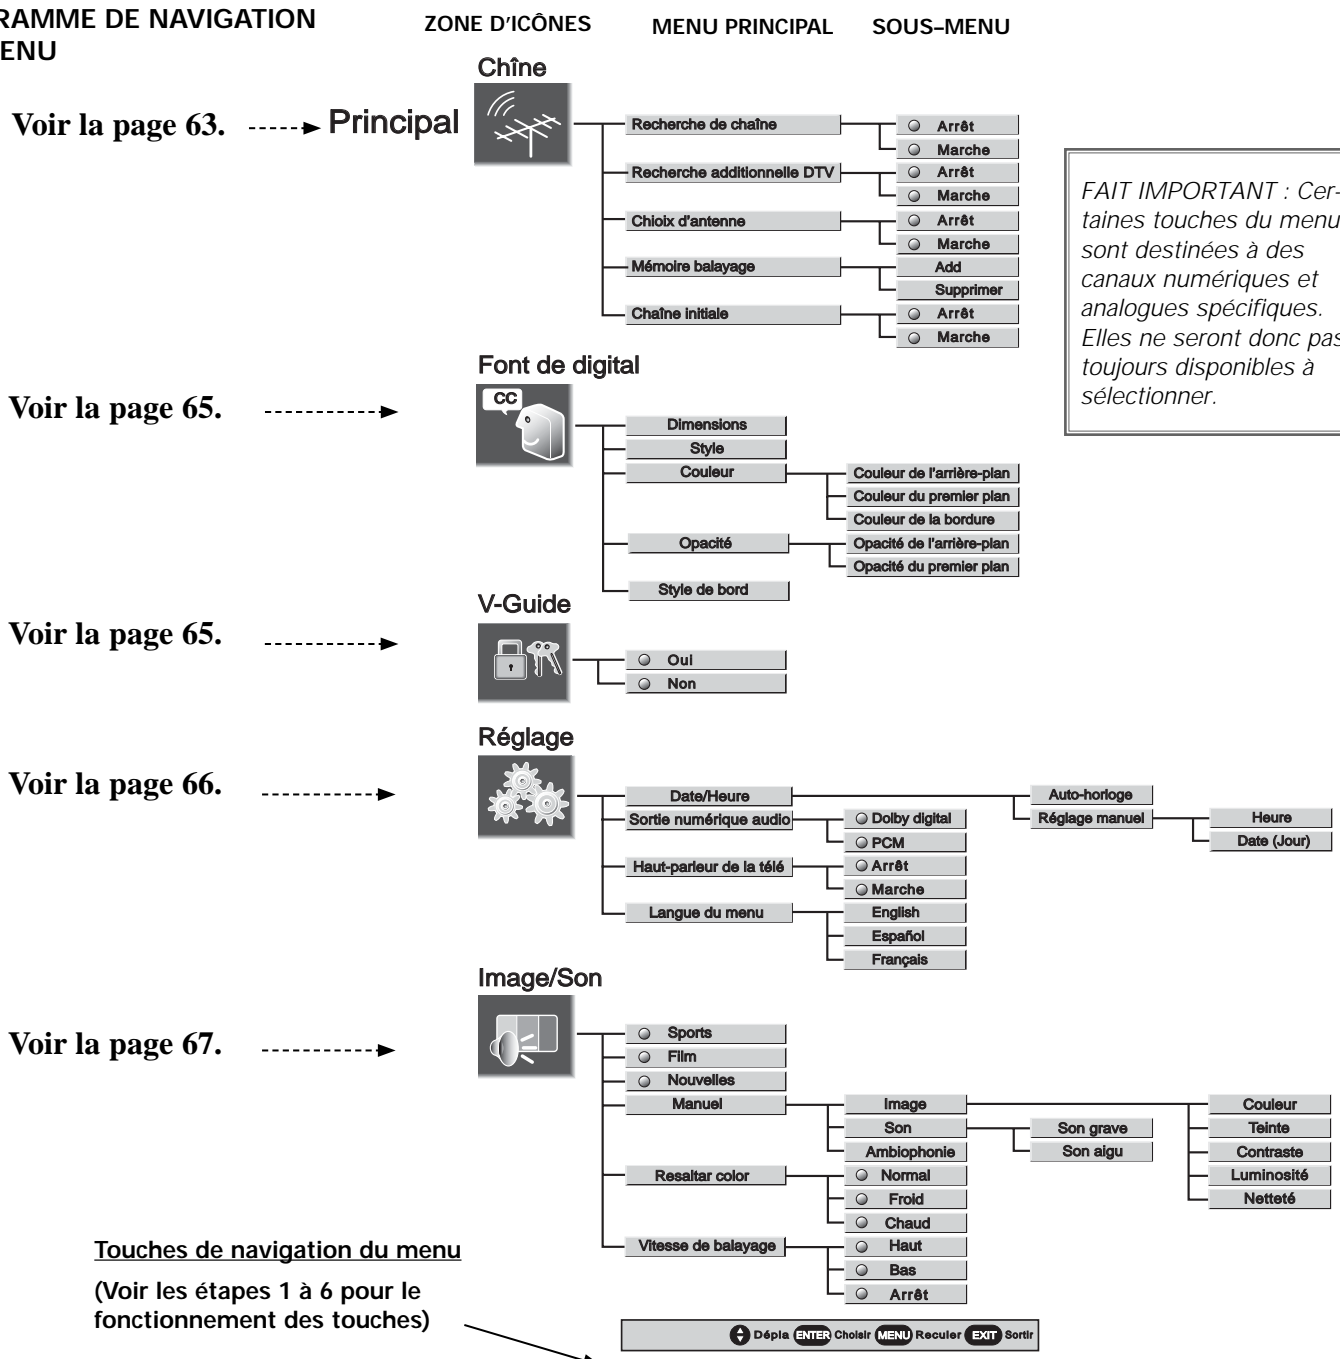 RAMME DE NAVIGATION
ENU
ZONE D'ICÔNES MENU PRINCIPAL SOUS–MENU
Chîne
Voir la page 63. Principal
Recherche de chaîne
Arrêt
Marche
Recherche additionnelle DTV
Arrêt
Marche
Chioix d'antenne
Arrêt
Marche
Mémoire balayage
Add
Supprimer
Chaîne initiale
Arrêt
Marche
FAIT IMPORTANT : Cer-
taines touches du menu
sont destinées à des
canaux numériques et
analogues spécifiques.
Elles ne seront donc pas
toujours disponibles à
sélectionner.
Font de digital
Voir la page 65.
CC
Dimensions
Style
Couleur
Couleur de l'arrière-plan
Couleur du premier plan
Couleur de la bordure
Opacité
Opacité de l'arrière-plan
Opacité du premier plan
Style de bord
V-Guide
Voir la page 65.
Oui
Non
Réglage
Voir la page 66.
Date/Heure
Auto-horloge
Réglage manuel
Heure
Date (Jour)
Sortie numérique audio
Dolby digital
PCM
Haut-parleur de la télé
Arrêt
Marche
Langue du menu
English
Español
Français
Image/Son
Voir la page 67.
Sports
Film
Nouvelles
Manuel
Image
Couleur
Teinte
Contraste
Luminosité
Netteté
Son
Son grave
Son aigu
Ambiophonie
Resaltar color
Normal
Froid
Chaud
Vitesse de balayage
Haut
Bas
Arrêt
Touches de navigation du menu
(Voir les étapes 1 à 6 pour le
fonctionnement des touches)
Dépla ENTER Choisir MENU Reculer EXIT Sortir